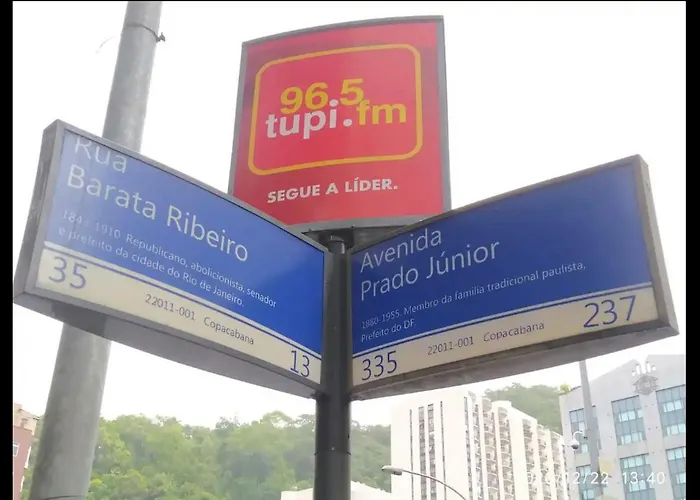 96.5
tupi.fm
SEGUE A LÍDER.
Rua
Barata Ribeiro
1843-1910. Republicano, abolicionista, senador
e prefeito da cidade do Rio de Janeiro.
35
22011-001 Copacabana
13
Avenida
Prado Júnior
1880-1955. Membro da família tradicional paulista,
Prefeito do DF.
335
22011-001 Copacabana
237
12/22 13:40